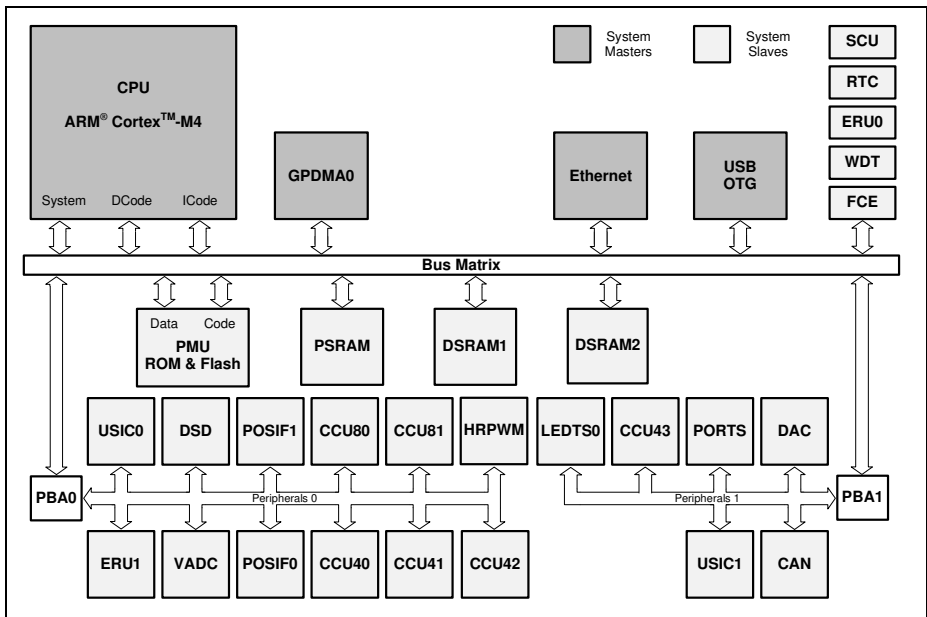 CPU
ARM® Cortex™-M4
System DCode ICode
GPDMA0
Ethernet
USB
OTG
System
Masters
System
Slaves
SCU
RTC
ERU0
WDT
FCE
Bus Matrix
Data Code
PMU
ROM & Flash
PSRAM
DSRAM1
DSRAM2
USIC0
DSD
POSIF1
CCU80
CCU81
HRPWM
LEDTS0
CCU43
PORTS
DAC
PBA0
Peripherals 0
Peripherals 1
PBA1
ERU1
VADC
POSIF0
CCU40
CCU41
CCU42
USIC1
CAN